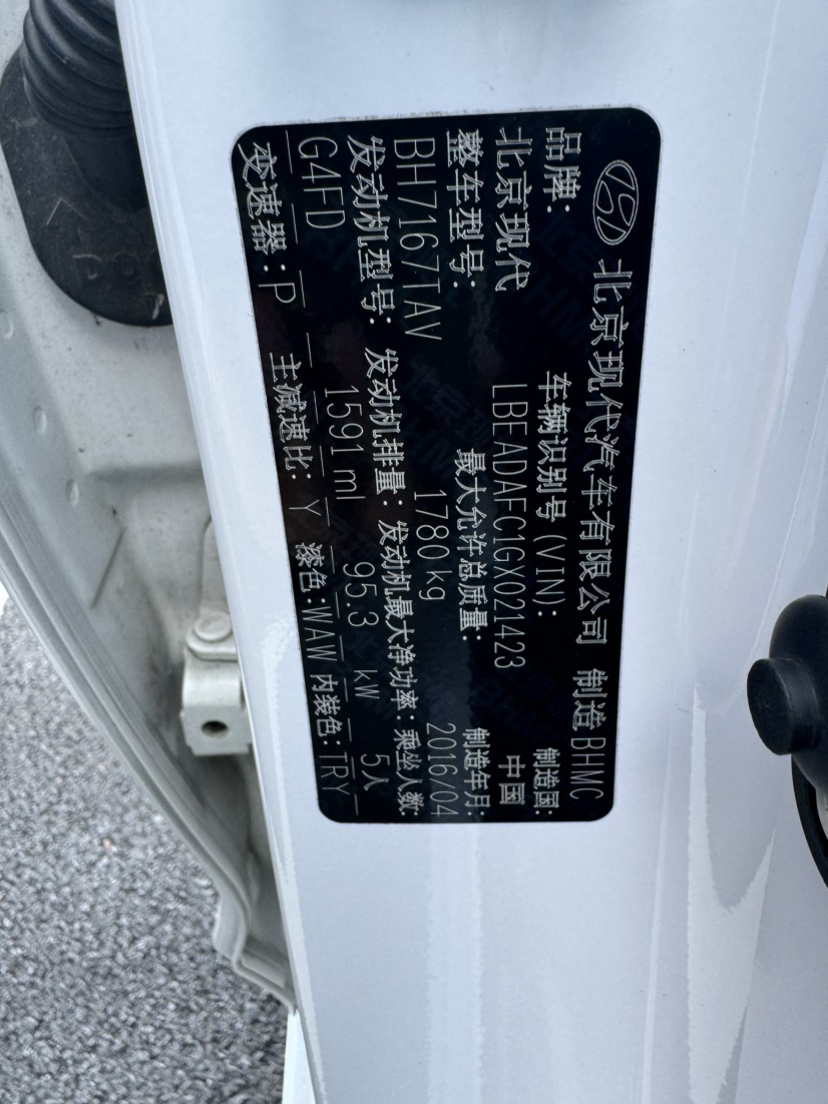 北京现代汽车有限公司 制造 BHMC
品牌: 车辆识别号(VIN): 制造国:
北京现代 LBEADAFC1GX021423 中国
整车型号: 最大允许总质量: 制造年月:
BH7167TAV 1780 kg 2016/04
发动机型号: 发动机排量: 发动机最大净功率: 乘坐人数:
G4FD 1591 ml 95.3 kW 5人
变速器: P 主减速比: Y 漆色: WAW 内装色: TRY